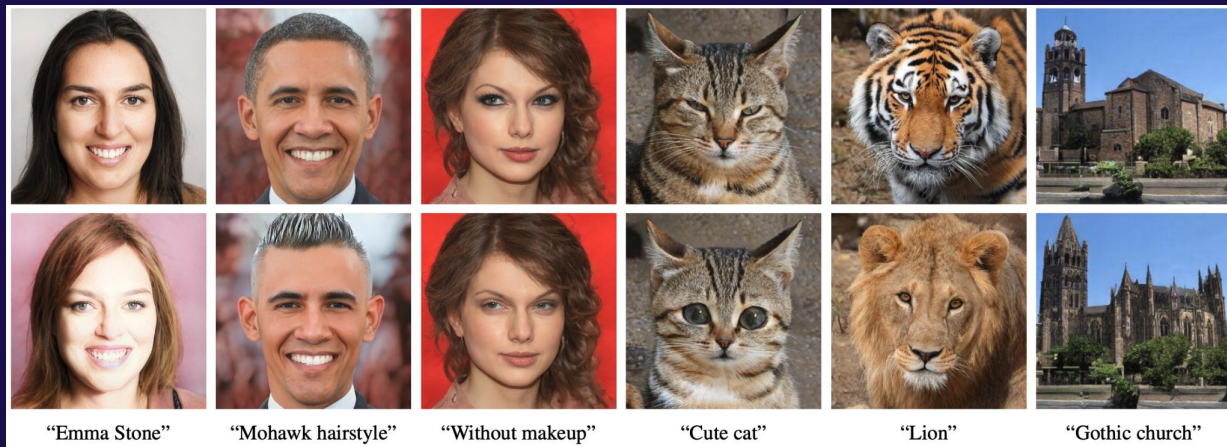 “Emma Stone” “Mohawk hairstyle” “Without makeup” “Cute cat” “Lion” “Gothic church”